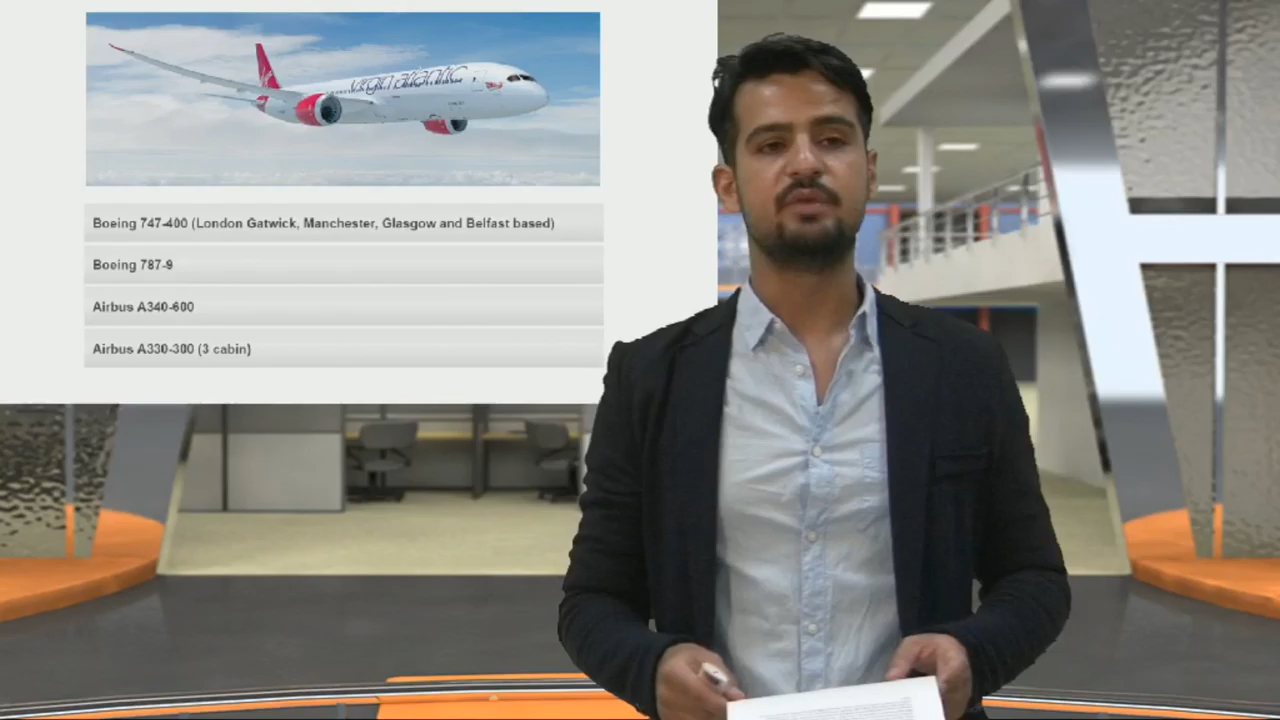 virgin atlantic
Boeing 747-400 (London Gatwick, Manchester, Glasgow and Belfast based)
Boeing 787-9
Airbus A340-600
Airbus A330-300 (3 cabin)